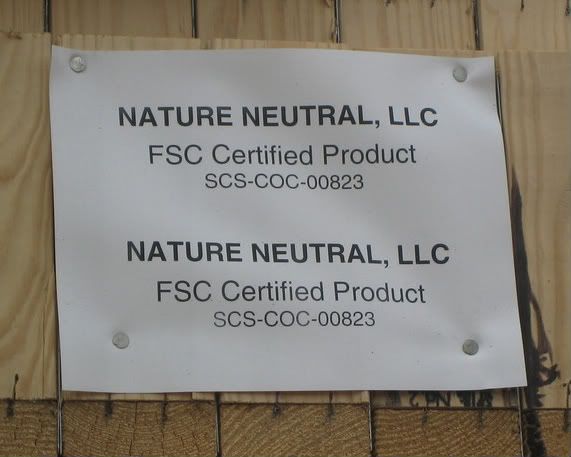 NATURE NEUTRAL, LLC
FSC Certified Product
SCS-COC-00823
NATURE NEUTRAL, LLC
FSC Certified Product
SCS-COC-00823